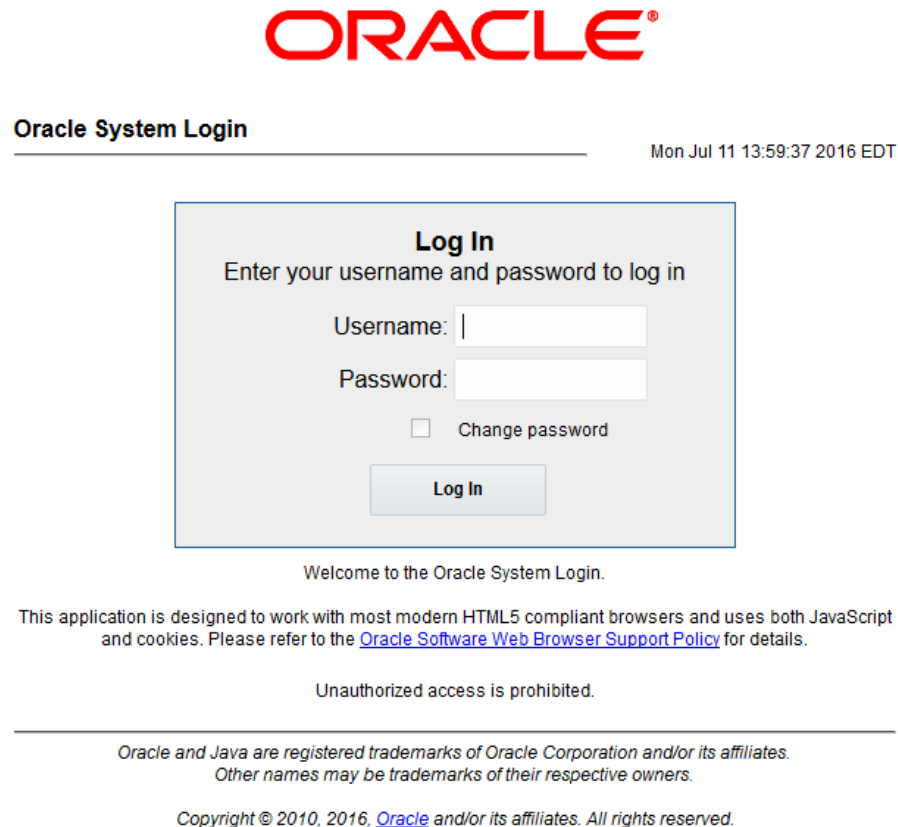 ORACLE®
Oracle System Login
Mon Jul 11 13:59:37 2016 EDT
Log In
Enter your username and password to log in
Username:
Password:
Change password
Log In
Welcome to the Oracle System Login.
This application is designed to work with most modern HTML5 compliant browsers and uses both JavaScript
and cookies. Please refer to the Oracle Software Web Browser Support Policy for details.
Unauthorized access is prohibited.
Oracle and Java are registered trademarks of Oracle Corporation and/or its affiliates.
Other names may be trademarks of their respective owners.
Copyright © 2010, 2016, Oracle and/or its affiliates. All rights reserved.